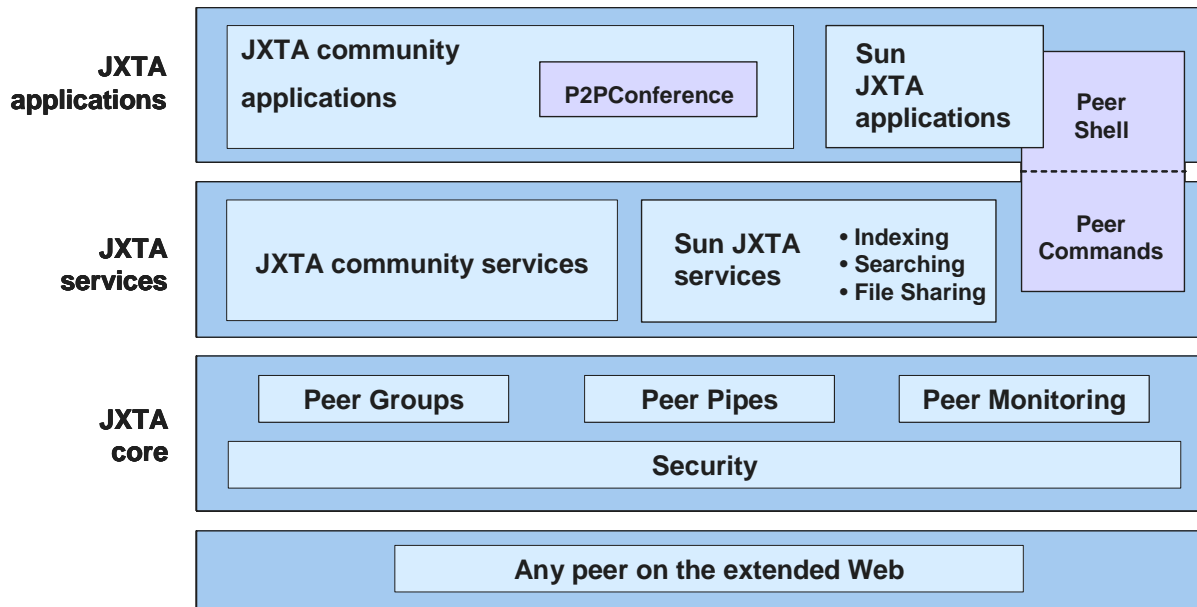 JXTA
applications
JXTA community
applications
P2PConference
Sun
JXTA
applications
Peer
Shell
JXTA
services
JXTA community services
Sun JXTA
services
• Indexing
• Searching
• File Sharing
Peer
Commands
JXTA
core
Peer Groups
Peer Pipes
Peer Monitoring
Security
Any peer on the extended Web